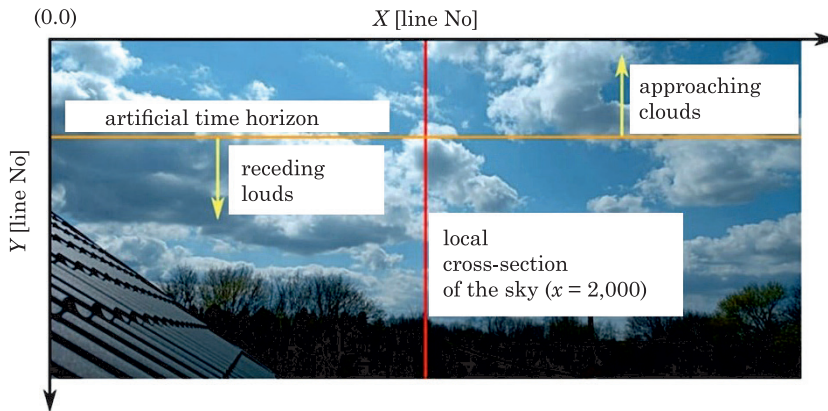 (0.0)
X [line No]
approaching
clouds
artificial time horizon
receding
louds
Y [line No]
local
cross-section
of the sky (x = 2,000)